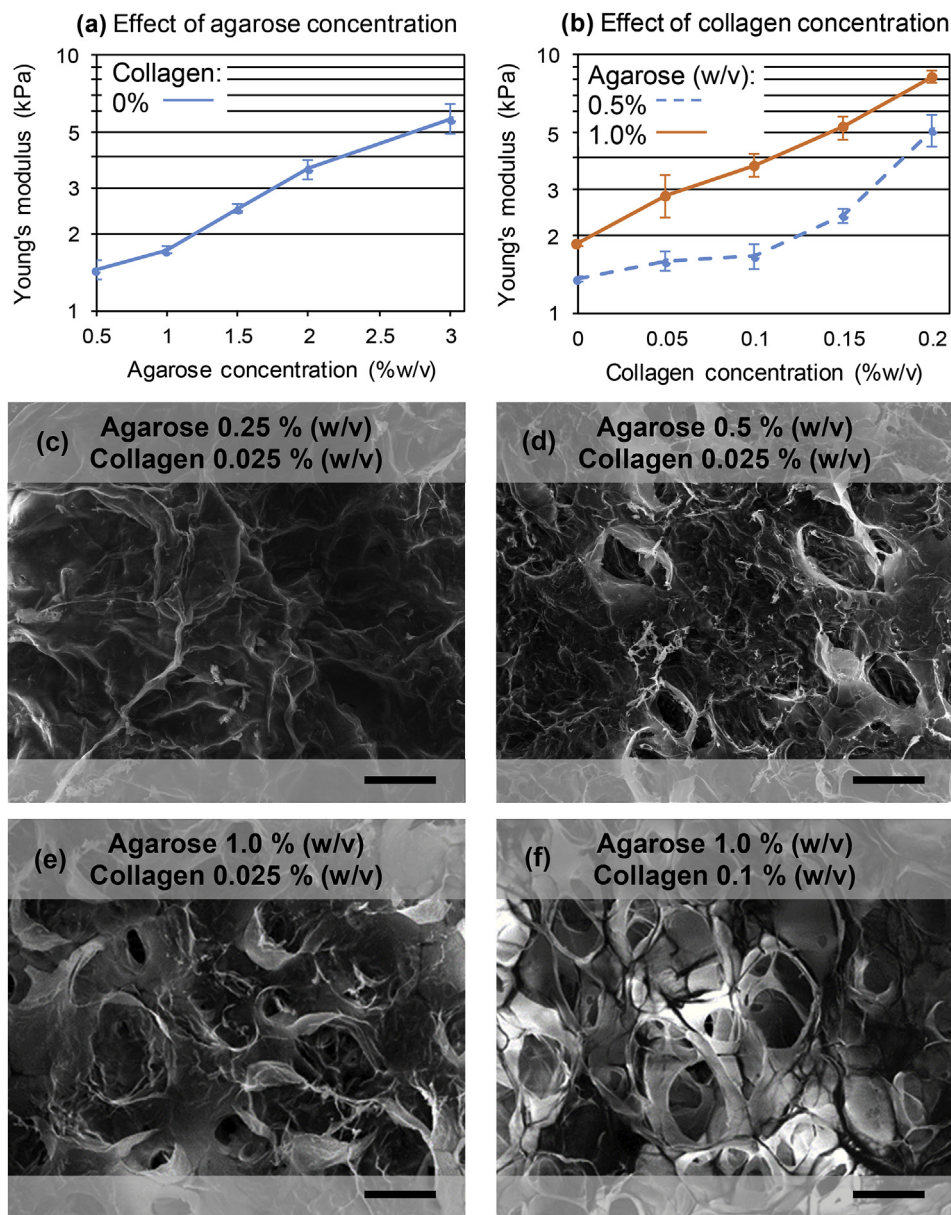 (a) Effect of agarose concentration
Young's modulus (kPa)
10
5
3
2
1
Collagen:
0%
0.5 1 1.5 2 2.5 3
Agarose concentration (%w/v)
(b) Effect of collagen concentration
Young's modulus (kPa)
10
5
3
2
1
Agarose (w/v):
0.5%
1.0%
0 0.05 0.1 0.15 0.2
Collagen concentration (%w/v)
(c) Agarose 0.25 % (w/v)
Collagen 0.025 % (w/v)
(d) Agarose 0.5 % (w/v)
Collagen 0.025 % (w/v)
(e) Agarose 1.0 % (w/v)
Collagen 0.025 % (w/v)
(f) Agarose 1.0 % (w/v)
Collagen 0.1 % (w/v)